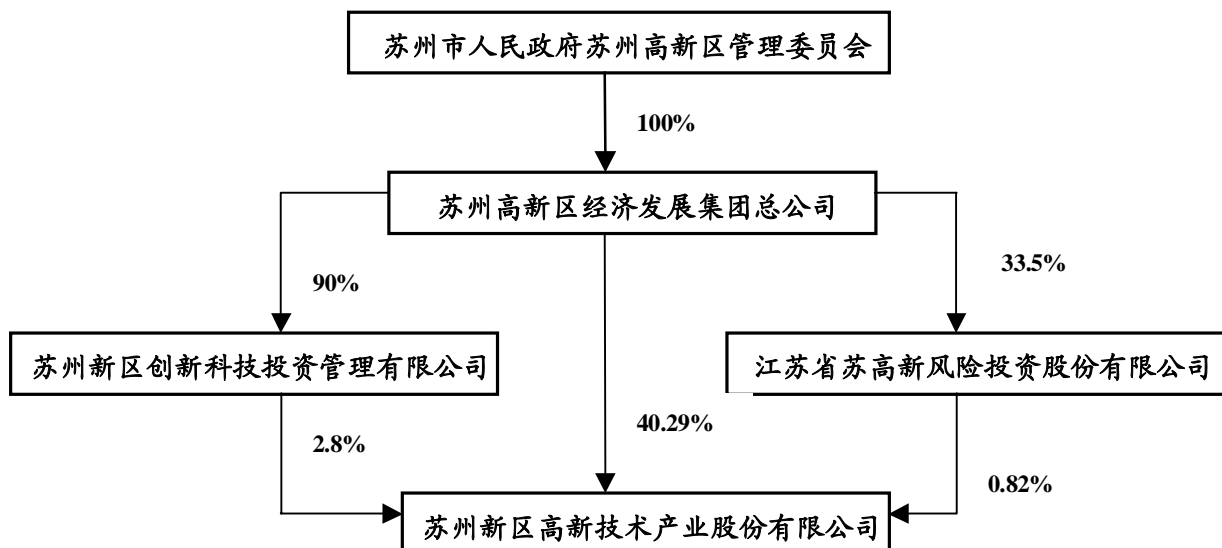 苏州市人民政府苏州高新区管理委员会
100%
苏州高新区经济发展集团总公司
90%
33.5%
苏州新区创新科技投资管理有限公司
江苏省苏高新风险投资股份有限公司
2.8%
40.29%
0.82%
苏州新区高新技术产业股份有限公司